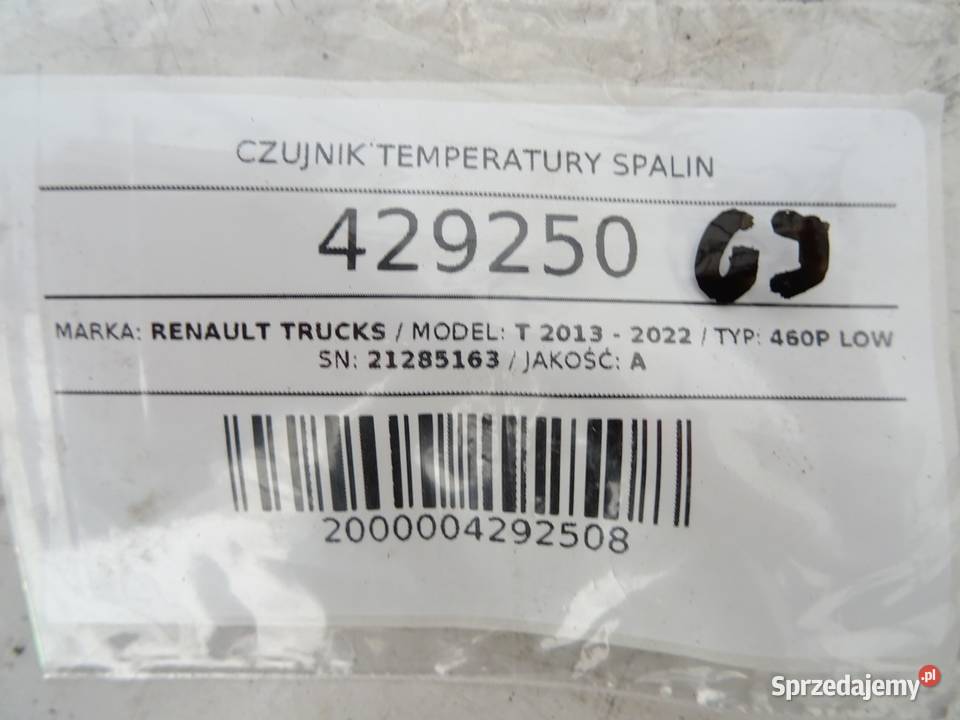 CZUJNIK TEMPERATURY SPALIN
429250 GJ
MARKA: RENAULT TRUCKS / MODEL: T 2013 - 2022 / TYP: 460P LOW
SN: 21285163 / JAKOŚĆ: A
2000004292508
Sprzedajemy.pl